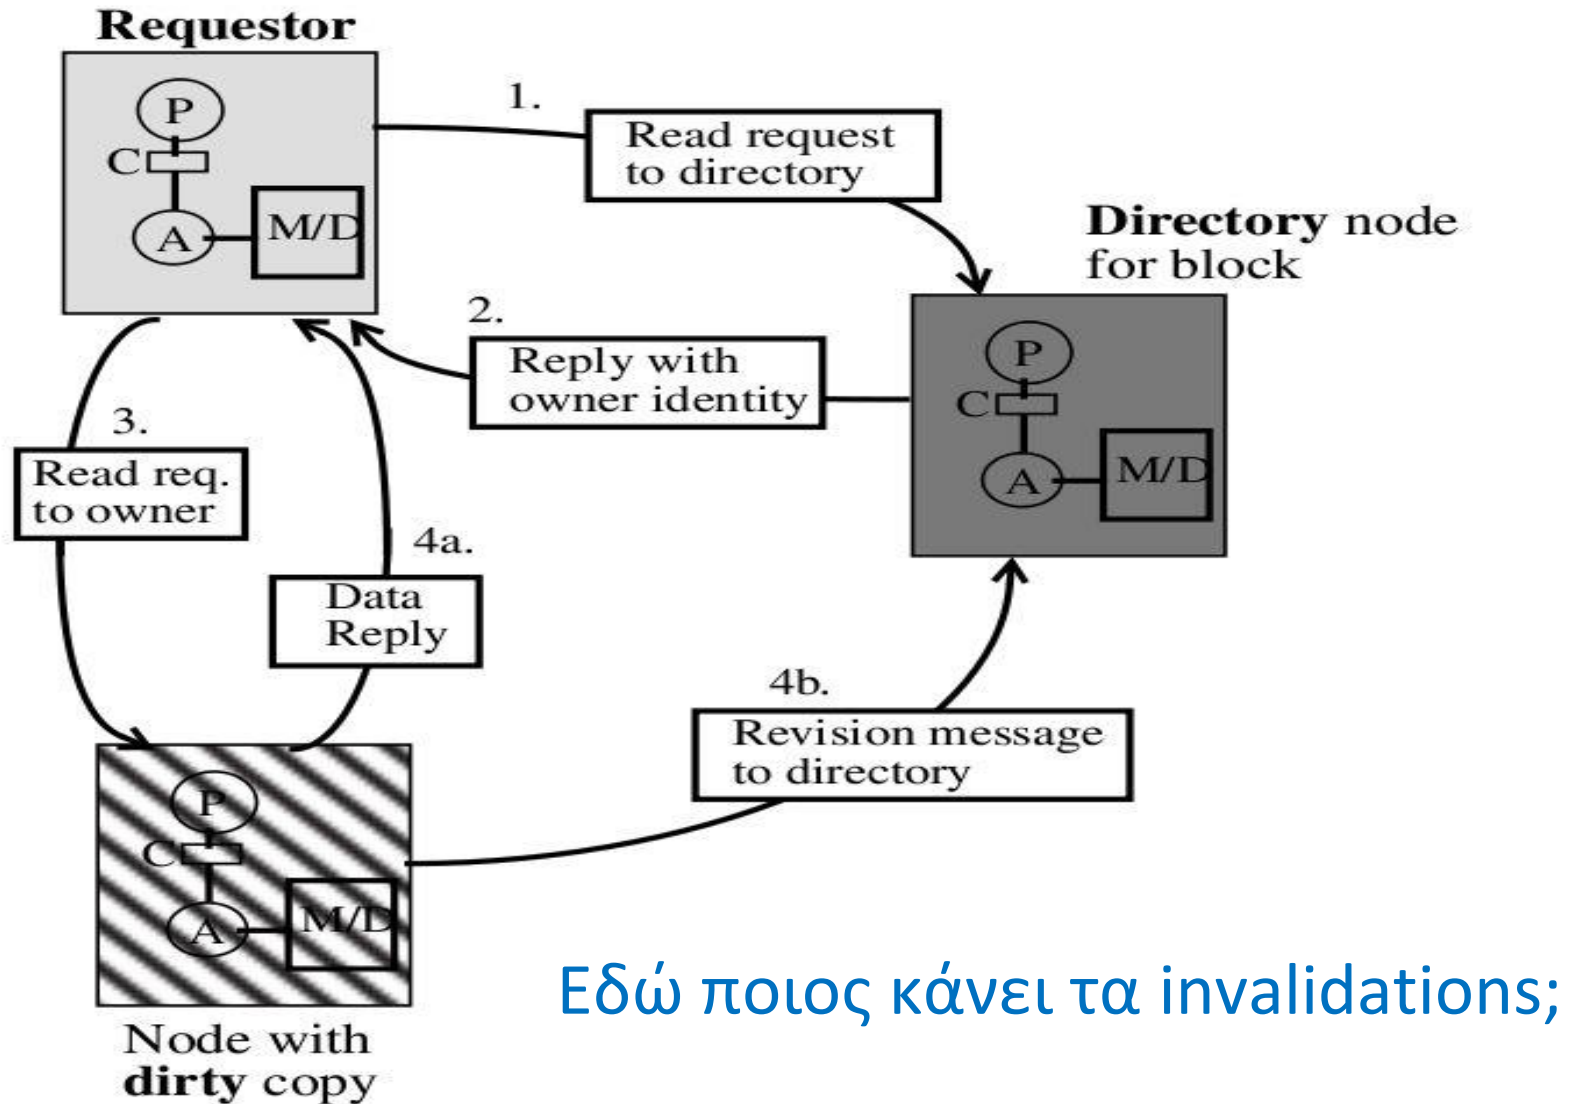 Requestor
P
C
A
M/D
1.
Read request
to directory
Directory node
for block
P
C
A
M/D
2.
Reply with
owner identity
3.
Read req.
to owner
4a.
Data
Reply
4b.
Revision message
to directory
P
C
A
M/D
Node with
dirty copy
Εδώ ποιος κάνει τα invalidations;